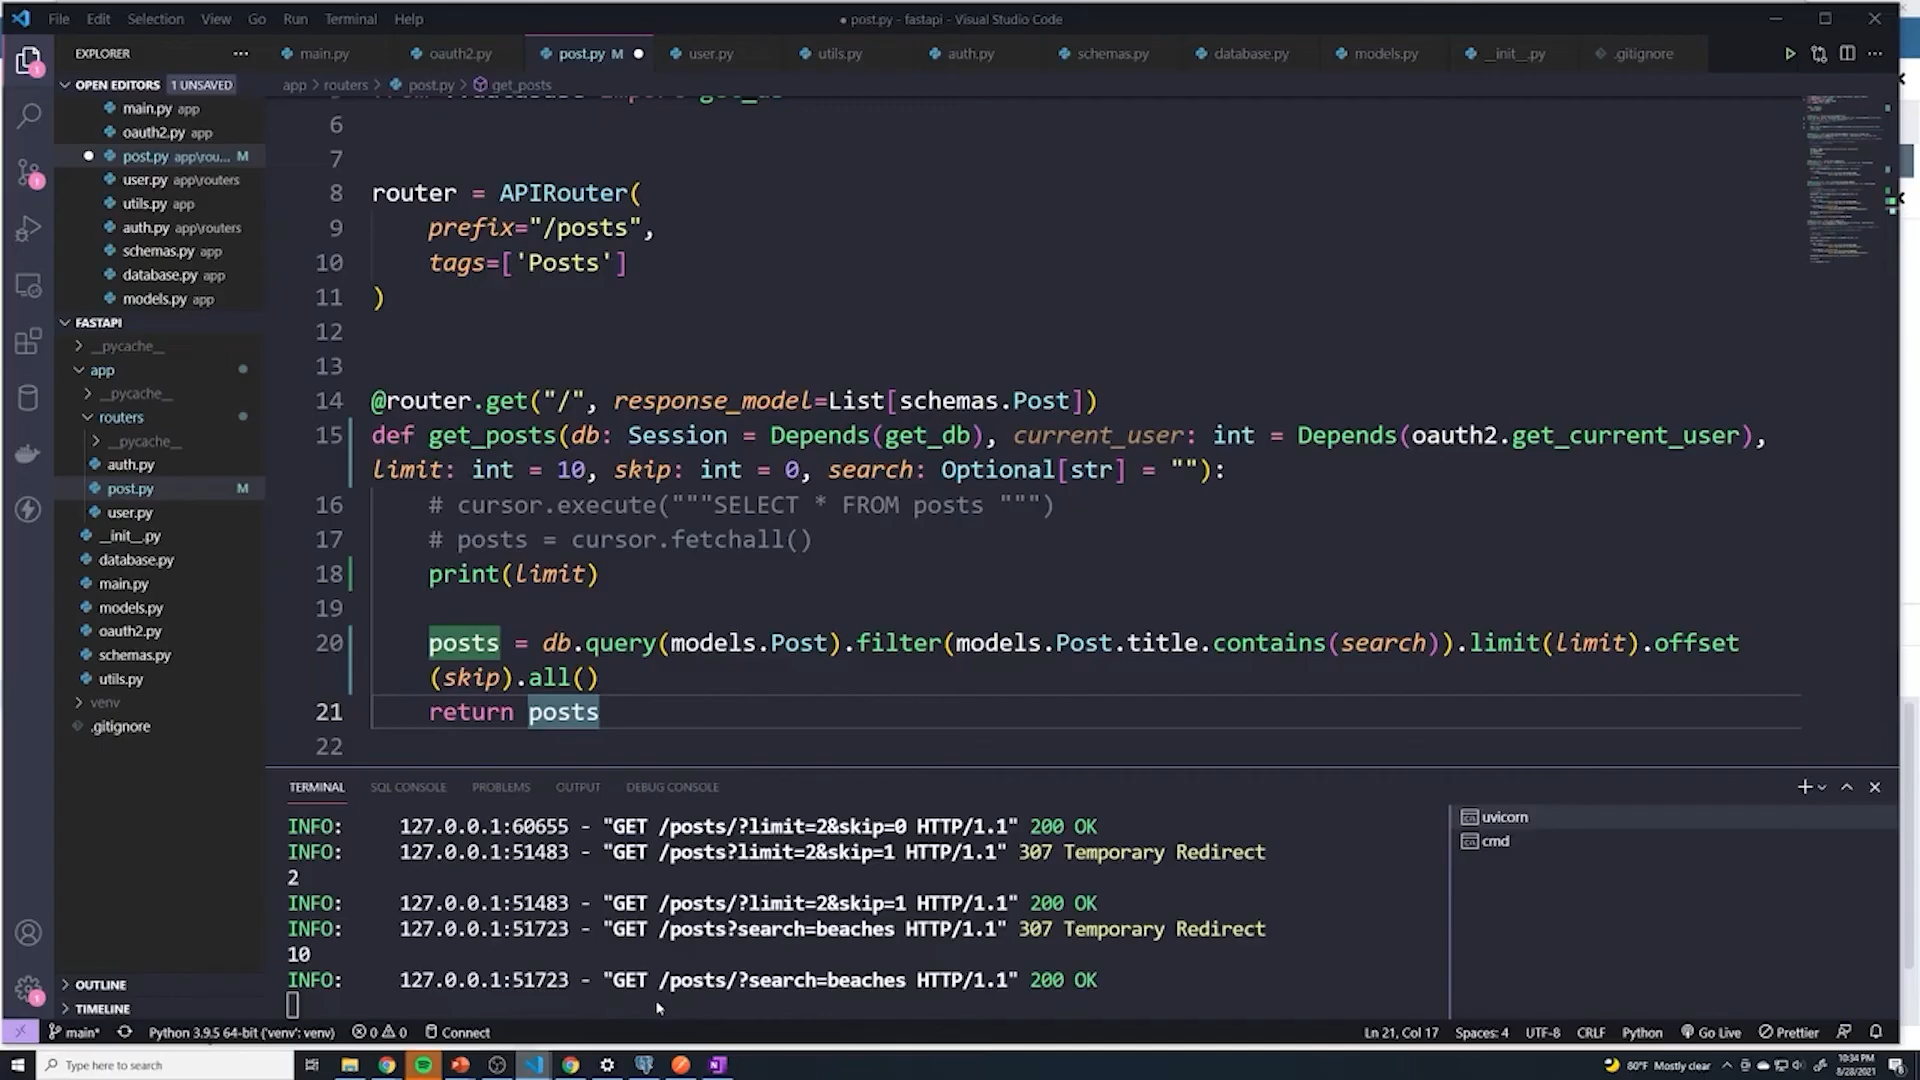 File Edit Selection View Go Run Terminal Help
● post.py - fastapi - Visual Studio Code
EXPLORER
main.py
oauth2.py
post.py M
user.py
utils.py
auth.py
schemas.py
database.py
models.py
__init__.py
.gitignore
OPEN EDITORS 1 UNSAVED
main.py app
oauth2.py app
post.py app\rou... M
user.py app\routers
utils.py app
auth.py app\routers
schemas.py app
database.py app
models.py app
FASTAPI
__pycache__
app
__pycache__
routers
__pycache__
auth.py
post.py M
user.py
__init__.py
database.py
main.py
models.py
oauth2.py
schemas.py
utils.py
venv
.gitignore
OUTLINE
TIMELINE
app > routers > post.py > get_posts
6
7
8 router = APIRouter(
9 prefix="/posts",
10 tags=['Posts']
11 )
12
13
14 @router.get("/", response_model=List[schemas.Post])
15 def get_posts(db: Session = Depends(get_db), current_user: int = Depends(oauth2.get_current_user),
limit: int = 10, skip: int = 0, search: Optional[str] = ""):
16 # cursor.execute("""SELECT * FROM posts """)
17 # posts = cursor.fetchall()
18 print(limit)
19
20 posts = db.query(models.Post).filter(models.Post.title.contains(search)).limit(limit).offset
(skip).all()
21 return posts
22
TERMINAL SQL CONSOLE PROBLEMS OUTPUT DEBUG CONSOLE
INFO: 127.0.0.1:60655 - "GET /posts/?limit=2&skip=0 HTTP/1.1" 200 OK
INFO: 127.0.0.1:51483 - "GET /posts?limit=2&skip=1 HTTP/1.1" 307 Temporary Redirect
2
INFO: 127.0.0.1:51483 - "GET /posts/?limit=2&skip=1 HTTP/1.1" 200 OK
INFO: 127.0.0.1:51723 - "GET /posts?search=beaches HTTP/1.1" 307 Temporary Redirect
10
INFO: 127.0.0.1:51723 - "GET /posts/?search=beaches HTTP/1.1" 200 OK
uvicorn
cmd
main* Python 3.9.5 64-bit ('venv': venv) 0 0 Connect
Ln 21, Col 17 Spaces: 4 UTF-8 CRLF Python Go Live Prettier
Type here to search
80°F Mostly clear
10:34 PM
8/28/2021